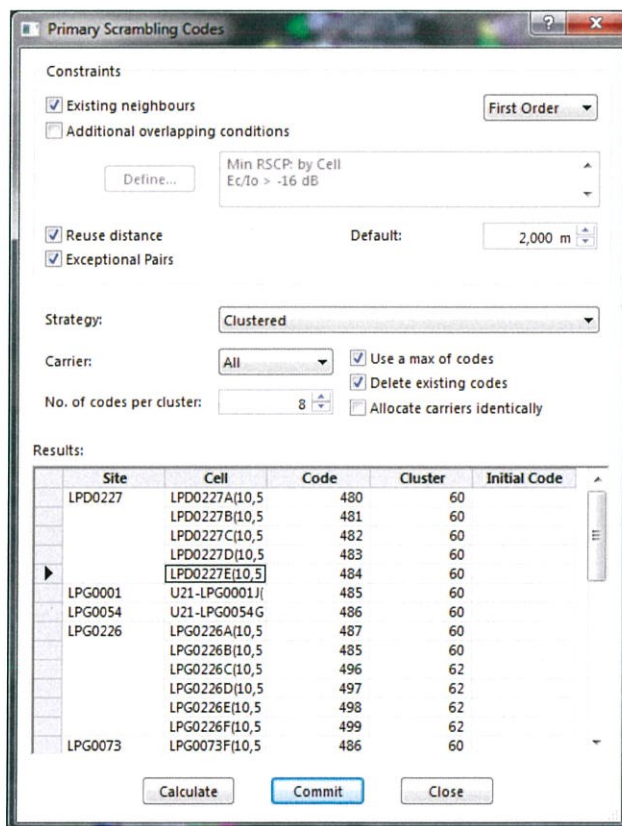 Primary Scrambling Codes
Constraints
Existing neighbours
First Order
Additional overlapping conditions
Define...
Min RSCP: by Cell
Ec/Io > -16 dB
Reuse distance
Default:
2,000 m
Exceptional Pairs
Strategy:
Clustered
Carrier:
All
Use a max of codes
Delete existing codes
No. of codes per cluster:
8
Allocate carriers identically
Results:
Site Cell Code Cluster Initial Code
LPD0227 LPD0227A(10,5 480 60
LPD0227B(10,5 481 60
LPD0227C(10,5 482 60
LPD0227D(10,5 483 60
LPD0227E(10,5 484 60
LPG0001 U21-LPG0001J( 485 60
LPG0054 U21-LPG0054G 486 60
LPG0226 LPG0226A(10,5 487 60
LPG0226B(10,5 485 60
LPG0226C(10,5 496 62
LPG0226D(10,5 497 62
LPG0226E(10,5 498 62
LPG0226F(10,5 499 62
LPG0073 LPG0073F(10,5 486 60
Calculate
Commit
Close